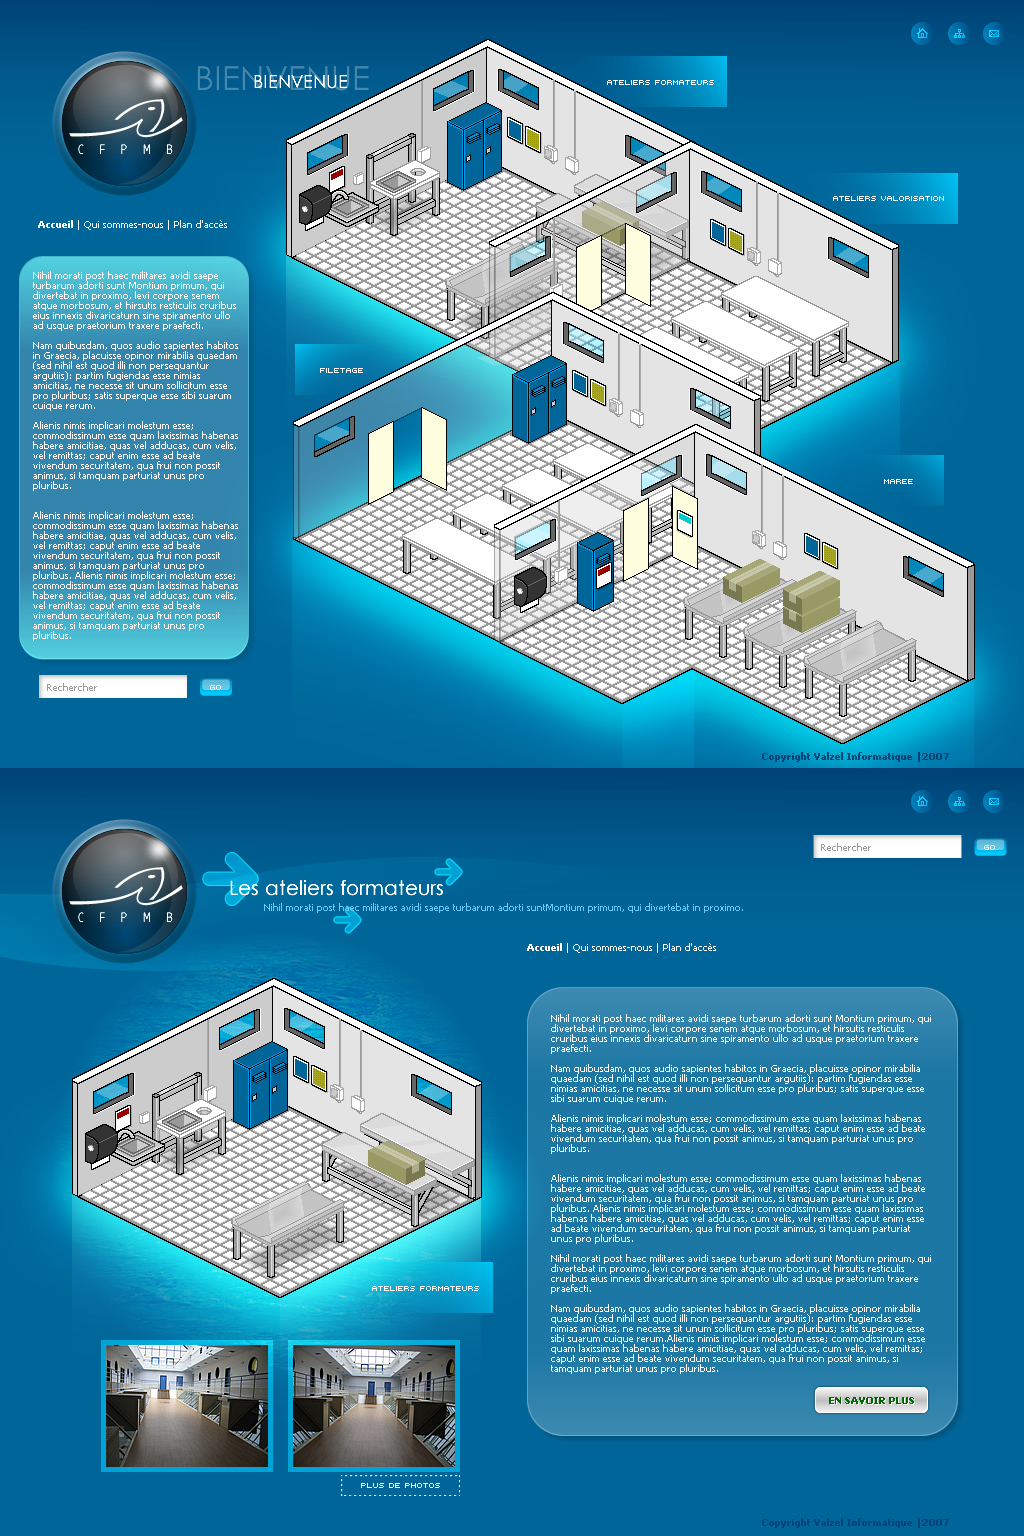 BIENVENUE
BIENVENUE
ATELIERS FORMATEURS
C F P M B
ATELIERS VALORISATION
Accueil | Qui sommes-nous | Plan d'accès
Nihil morati post haec militares avidi saepe
turbarum adorti sunt Montium primum, qui
divertebat in proximo, levi corpore senem
atque morbosum, et hirsutis resticulis cruribus
eius innexis divaricaturn sine spiramento ullo
ad usque praetorium traxere praefecti.
Nam quibusdam, quos audio sapientes habitos
in Graecia, placuisse opinor mirabilia quaedam
(sed nihil est quod illi non persequantur
argutiis): partim fugiendas esse nimias
amicitias, ne necesse sit unum sollicitum esse
pro pluribus; satis superque esse sibi suarum
cuique rerum.
Alienis nimis implicari molestum esse;
commodissimum esse quam laxissimas habenas
habere amicitiae, quas vel adducas, cum velis,
vel remittas; caput enim esse ad beate
vivendum securitatem, qua frui non possit
animus, si tamquam parturiat unus pro
pluribus.
Alienis nimis implicari molestum esse;
commodissimum esse quam laxissimas habenas
habere amicitiae, quas vel adducas, cum velis,
vel remittas; caput enim esse ad beate
vivendum securitatem, qua frui non possit
animus, si tamquam parturiat unus pro
pluribus. Alienis nimis implicari molestum esse;
commodissimum esse quam laxissimas habenas
habere amicitiae, quas vel adducas, cum velis,
vel remittas; caput enim esse ad beate
vivendum securitatem, qua frui non possit
animus, si tamquam parturiat unus pro
pluribus.
FILETAGE
MAREE
Rechercher
GO
Copyright Valzel Informatique |2007
Rechercher
GO
C F P M B
Les ateliers formateurs
Nihil morati post haec militares avidi saepe turbarum adorti suntMontium primum, qui divertebat in proximo.
Accueil | Qui sommes-nous | Plan d'accès
Nihil morati post haec militares avidi saepe turbarum adorti sunt Montium primum, qui
divertebat in proximo, levi corpore senem atque morbosum, et hirsutis resticulis
cruribus eius innexis divaricaturn sine spiramento ullo ad usque praetorium traxere
praefecti.
Nam quibusdam, quos audio sapientes habitos in Graecia, placuisse opinor mirabilia
quaedam (sed nihil est quod illi non persequantur argutiis): partim fugiendas esse
nimias amicitias, ne necesse sit unum sollicitum esse pro pluribus; satis superque esse
sibi suarum cuique rerum.
Alienis nimis implicari molestum esse; commodissimum esse quam laxissimas habenas
habere amicitiae, quas vel adducas, cum velis, vel remittas; caput enim esse ad beate
vivendum securitatem, qua frui non possit animus, si tamquam parturiat unus pro
pluribus.
Alienis nimis implicari molestum esse; commodissimum esse quam laxissimas habenas
habere amicitiae, quas vel adducas, cum velis, vel remittas; caput enim esse ad beate
vivendum securitatem, qua frui non possit animus, si tamquam parturiat unus pro
pluribus. Alienis nimis implicari molestum esse; commodissimum esse quam laxissimas
habenas habere amicitiae, quas vel adducas, cum velis, vel remittas; caput enim esse
ad beate vivendum securitatem, qua frui non possit animus, si tamquam parturiat
unus pro pluribus.
Nihil morati post haec militares avidi saepe turbarum adorti sunt Montium primum, qui
divertebat in proximo, levi corpore senem atque morbosum, et hirsutis resticulis
cruribus eius innexis divaricaturn sine spiramento ullo ad usque praetorium traxere
praefecti.
Nam quibusdam, quos audio sapientes habitos in Graecia, placuisse opinor mirabilia
quaedam (sed nihil est quod illi non persequantur argutiis): partim fugiendas esse
nimias amicitias, ne necesse sit unum sollicitum esse pro pluribus; satis superque esse
sibi suarum cuique rerum.Alienis nimis implicari molestum esse; commodissimum esse
quam laxissimas habenas habere amicitiae, quas vel adducas, cum velis, vel remittas;
caput enim esse ad beate vivendum securitatem, qua frui non possit animus, si
tamquam parturiat unus pro pluribus.
ATELIERS FORMATEURS
EN SAVOIR PLUS
PLUS DE PHOTOS
Copyright Valzel Informatique |2007